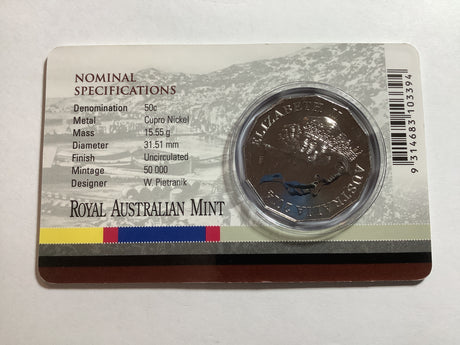 NOMINAL
SPECIFICATIONS
Denomination 50c
Metal Cupro Nickel
Mass 15.55 g
Diameter 31.51 mm
Finish Uncirculated
Mintage 50 000
Designer W. Pietranik
ROYAL AUSTRALIAN MINT
ELIZABETH II
AUSTRALIA
9 314683 103394